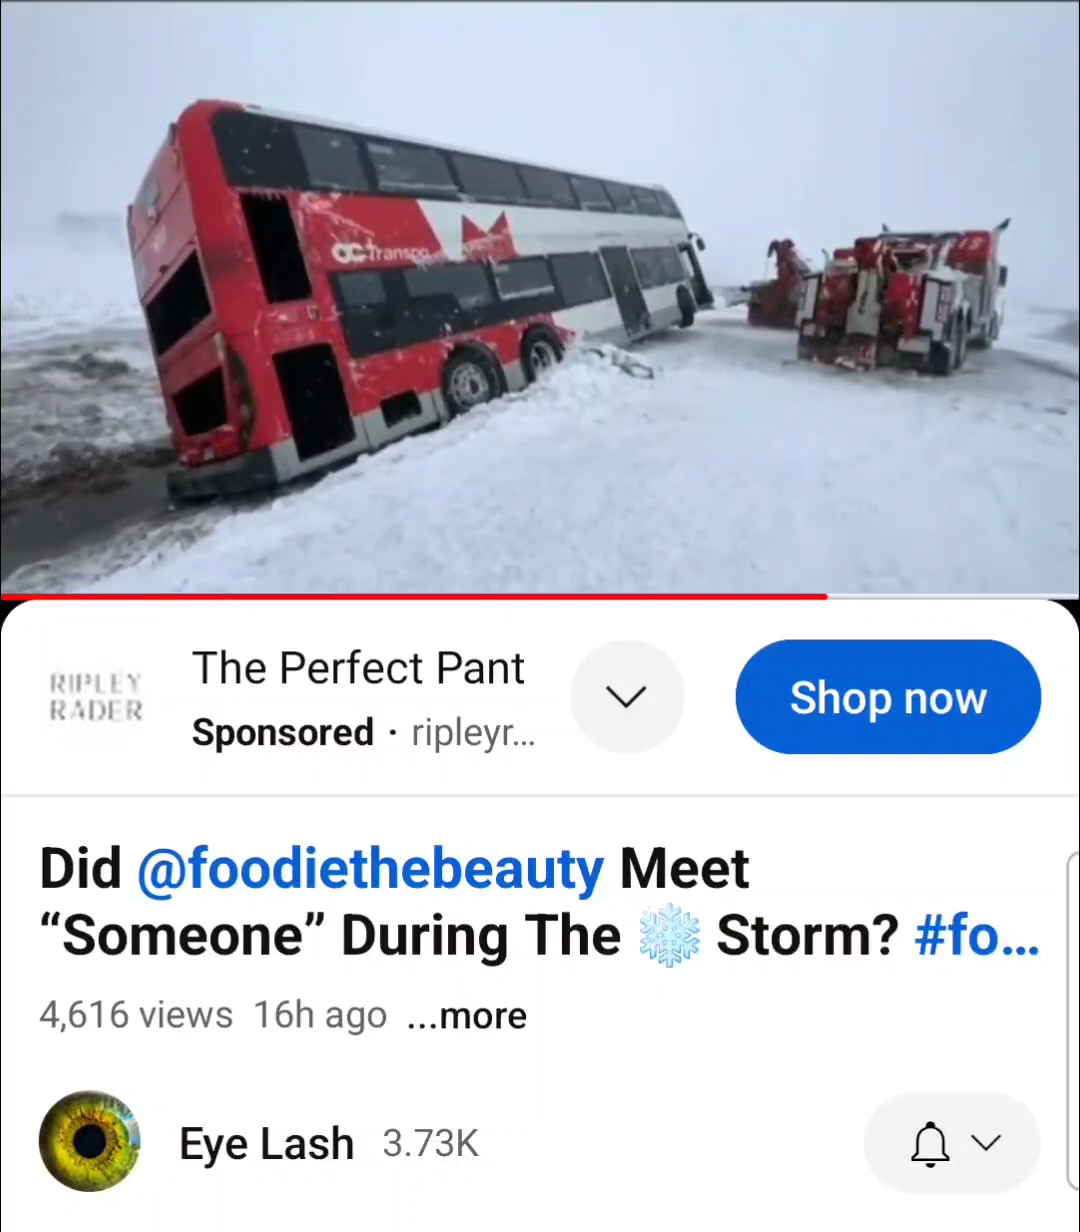 OC Transpo
RIPLEY
RADER
The Perfect Pant
Sponsored · ripleyr...
Shop now
Did @foodiethebeauty Meet
“Someone” During The ❄️ Storm? #fo...
4,616 views 16h ago ...more
Eye Lash 3.73K